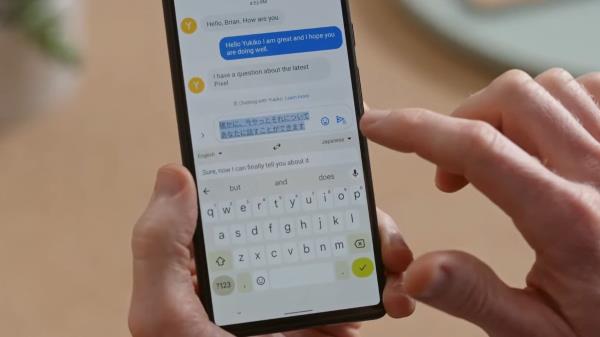 4:53 PM
Y
Hello, Brian. How are you
Hello Yukiko I am great and I hope you
are doing well.
Y
I have a question about the latest
Pixel
Chatting with Yukiko. Learn more
確かに、今やっとそれについて
あなたに話すことができます
English
Japanese
Sure, now I can finally tell you about it
but and does
q w e r t y u i o p
a s d f g h j k l
z x c v b n m
?123 , .